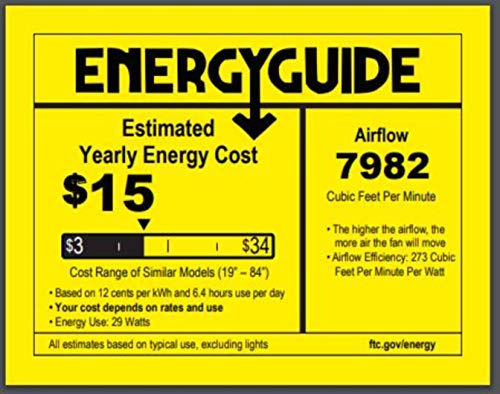 ENERGYGUIDE
Estimated
Yearly Energy Cost
$15
$3
$34
Cost Range of Similar Models (19" – 84")
• Based on 12 cents per kWh and 6.4 hours use per day
• Your cost depends on rates and use
• Energy Use: 29 Watts
Airflow
7982
Cubic Feet Per Minute
• The higher the airflow, the
more air the fan will move
• Airflow Efficiency: 273 Cubic
Feet Per Minute Per Watt
All estimates based on typical use, excluding lights
ftc.gov/energy